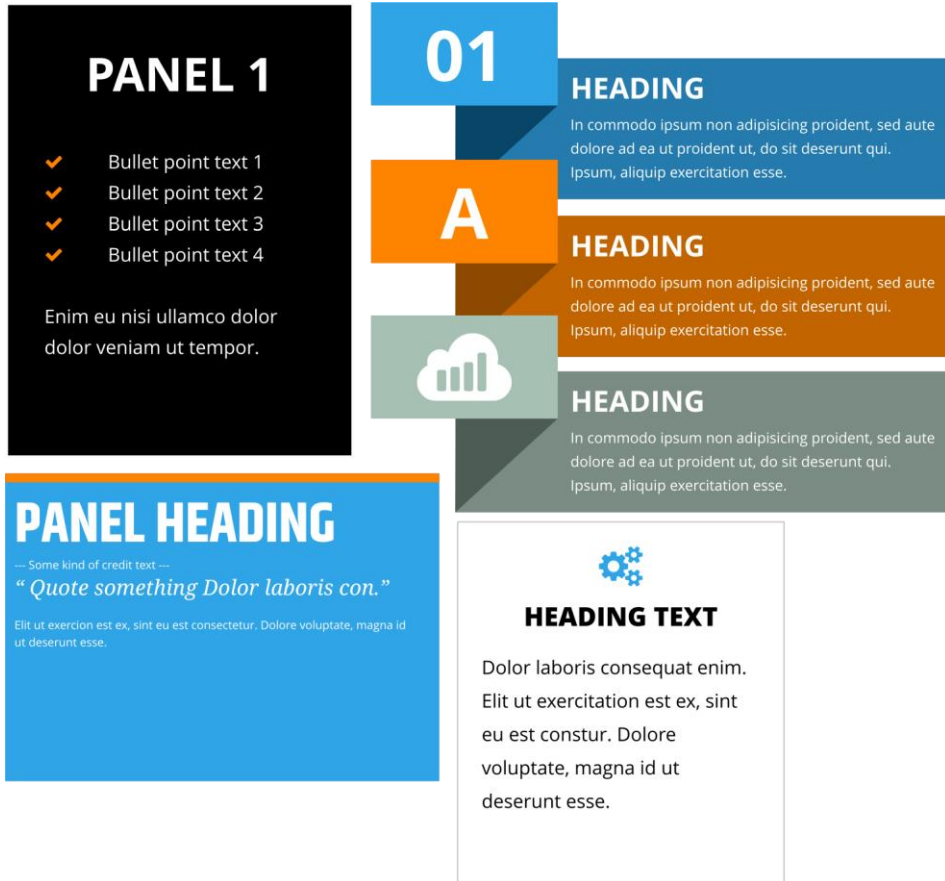 PANEL 1
Bullet point text 1
Bullet point text 2
Bullet point text 3
Bullet point text 4
Enim eu nisi ullamco dolor
dolor veniam ut tempor.
01
HEADING
In commodo ipsum non adipisicing proident, sed aute
dolore ad ea ut proident ut, do sit deserunt qui.
Ipsum, aliquip exercitation esse.
A
HEADING
In commodo ipsum non adipisicing proident, sed aute
dolore ad ea ut proident ut, do sit deserunt qui.
Ipsum, aliquip exercitation esse.
HEADING
In commodo ipsum non adipisicing proident, sed aute
dolore ad ea ut proident ut, do sit deserunt qui.
Ipsum, aliquip exercitation esse.
PANEL HEADING
--- Some kind of credit text ---
“ Quote something Dolor laboris con.”
Elit ut exercion est ex, sint eu est consectetur. Dolore voluptate, magna id
ut deserunt esse.
HEADING TEXT
Dolor laboris consequat enim.
Elit ut exercitation est ex, sint
eu est constur. Dolore
voluptate, magna id ut
deserunt esse.